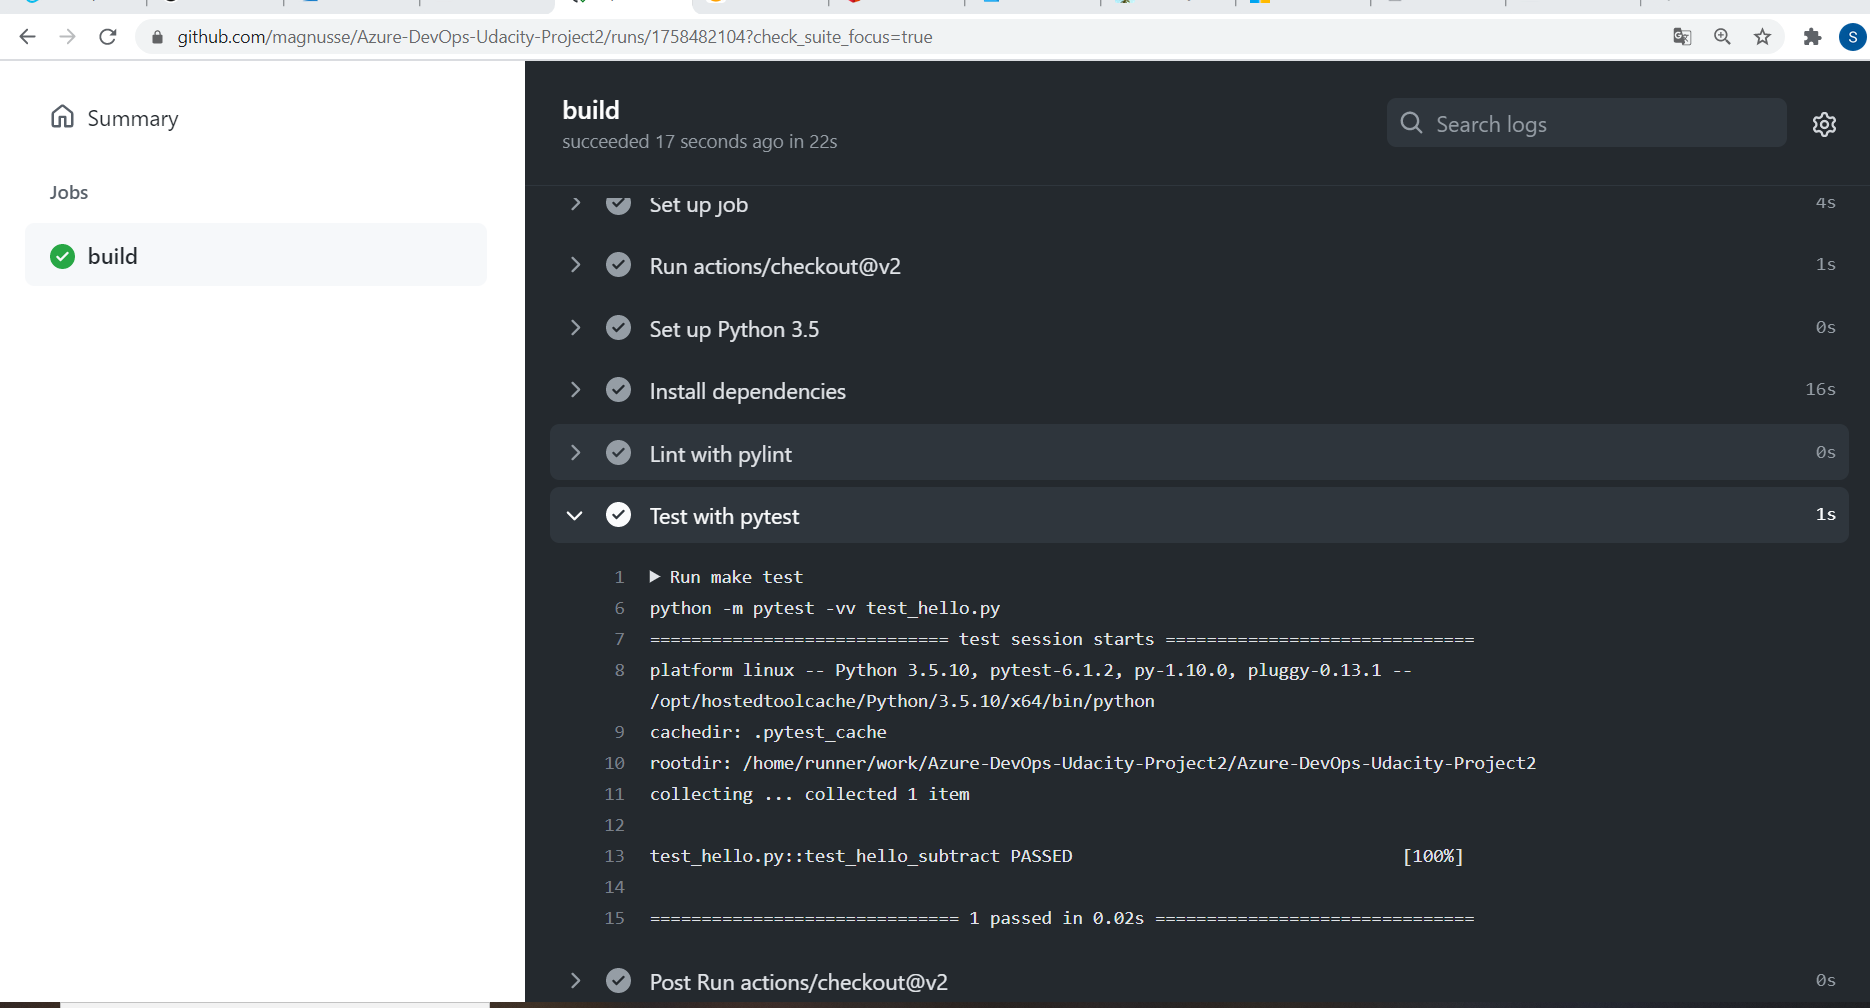 github.com/magnusse/Azure-DevOps-Udacity-Project2/runs/1758482104?check_suite_focus=true
S
Summary
Jobs
build
build
succeeded 17 seconds ago in 22s
Search logs
Set up job 4s
Run actions/checkout@v2 1s
Set up Python 3.5 0s
Install dependencies 16s
Lint with pylint 0s
Test with pytest 1s
1 ▶ Run make test
6 python -m pytest -vv test_hello.py
7 ============================= test session starts ==============================
8 platform linux -- Python 3.5.10, pytest-6.1.2, py-1.10.0, pluggy-0.13.1 --
/opt/hostedtoolcache/Python/3.5.10/x64/bin/python
9 cachedir: .pytest_cache
10 rootdir: /home/runner/work/Azure-DevOps-Udacity-Project2/Azure-DevOps-Udacity-Project2
11 collecting ... collected 1 item
12
13 test_hello.py::test_hello_subtract PASSED [100%]
14
15 ============================== 1 passed in 0.02s ===============================
Post Run actions/checkout@v2 0s